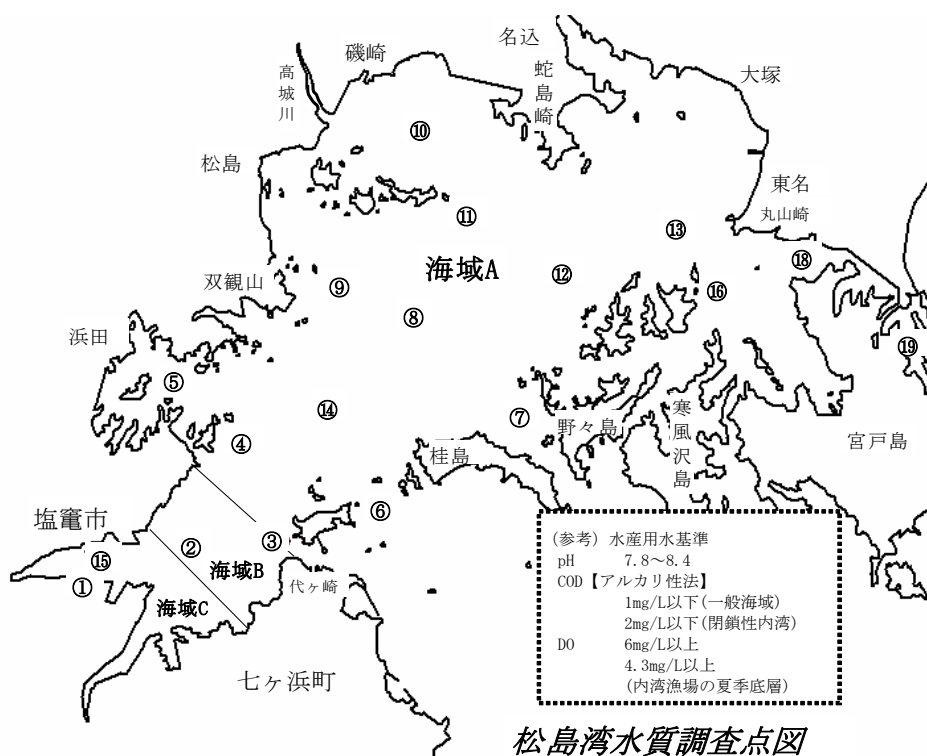 名込
磯崎
大塚
高城川
蛇島崎
⑩
松島
東名
丸山崎
⑪
⑬
⑱
海域A
⑫
双観山
⑨
⑯
⑧
浜田
⑲
⑤
⑭
⑦
野々島
寒風沢島
④
宮戸島
桂島
塩竈市
⑥
③
②
⑮
海域B
①
代ヶ崎
海域C
七ヶ浜町
(参考) 水産用水基準
pH 7.8～8.4
COD【アルカリ性法】
1mg/L以下(一般海域)
2mg/L以下(閉鎖性内湾)
DO 6mg/L以上
4.3mg/L以上
(内湾漁場の夏季底層)
松島湾水質調査点図